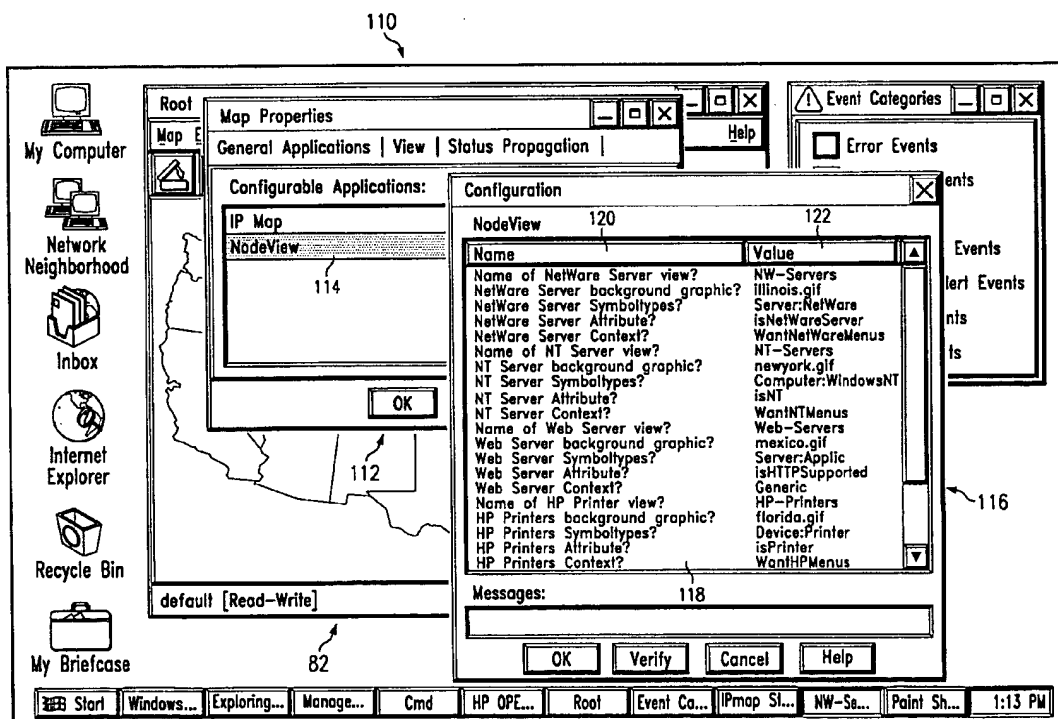 110
My Computer
Network
Neighborhood
Inbox
Internet
Explorer
Recycle Bin
My Briefcase
Root
Map E
Help
default [Read-Write]
82
Map Properties
General Applications | View | Status Propagation |
Configurable Applications:
IP Map
NodeView
114
OK
112
Event Categories
Error Events
ents
Events
lert Events
nts
ts
Configuration
NodeView
120
122
Name Value
Name of NetWare Server view? NW-Servers
NetWare Server background graphic? illinois.gif
NetWare Server Symboltypes? Server:NetWare
NetWare Server Attribute? isNetWareServer
NetWare Server Context? WantNetWareMenus
Name of NT Server view? NT-Servers
NT Server background graphic? newyork.gif
NT Server Symboltypes? Computer:WindowsNT
NT Server Attribute? isNT
NT Server Context? WantNTMenus
Name of Web Server view? Web-Servers
Web Server background graphic? mexico.gif
Web Server Symboltypes? Server:Applic
Web Server Attribute? isHTTPSupported
Web Server Context? Generic
Name of HP Printer view? HP-Printers
HP Printers background graphic? florida.gif
HP Printers Symboltypes? Device:Printer
HP Printers Attribute? isPrinter
HP Printers Context? WantHPMenus
118
116
Messages:
OK Verify Cancel Help
Start Windows... Exploring... Manage... Cmd HP OPE... Root Event Ca... IPmap Sl... NW-Se... Paint Sh... 1:13 PM